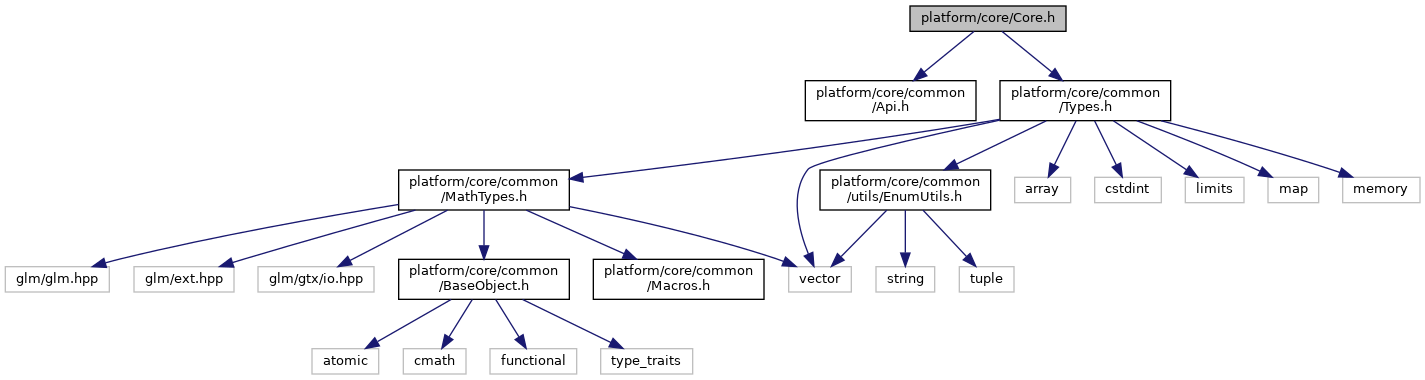 platform/core/Core.h
platform/core/common
/Api.h
platform/core/common
/Types.h
platform/core/common
/MathTypes.h
platform/core/common
/utils/EnumUtils.h
array
cstdint
limits
map
memory
glm/glm.hpp
glm/ext.hpp
glm/gtx/io.hpp
platform/core/common
/BaseObject.h
platform/core/common
/Macros.h
vector
string
tuple
atomic
cmath
functional
type_traits